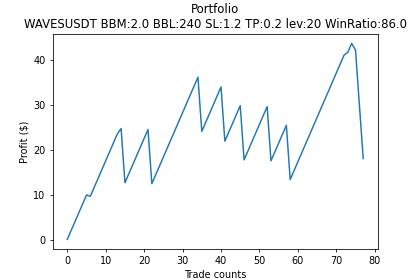 Portfolio
WAVESUSDT BBM:2.0 BBL:240 SL:1.2 TP:0.2 lev:20 WinRatio:86.0
Profit ($)
40
30
20
10
0
0 10 20 30 40 50 60 70 80
Trade counts